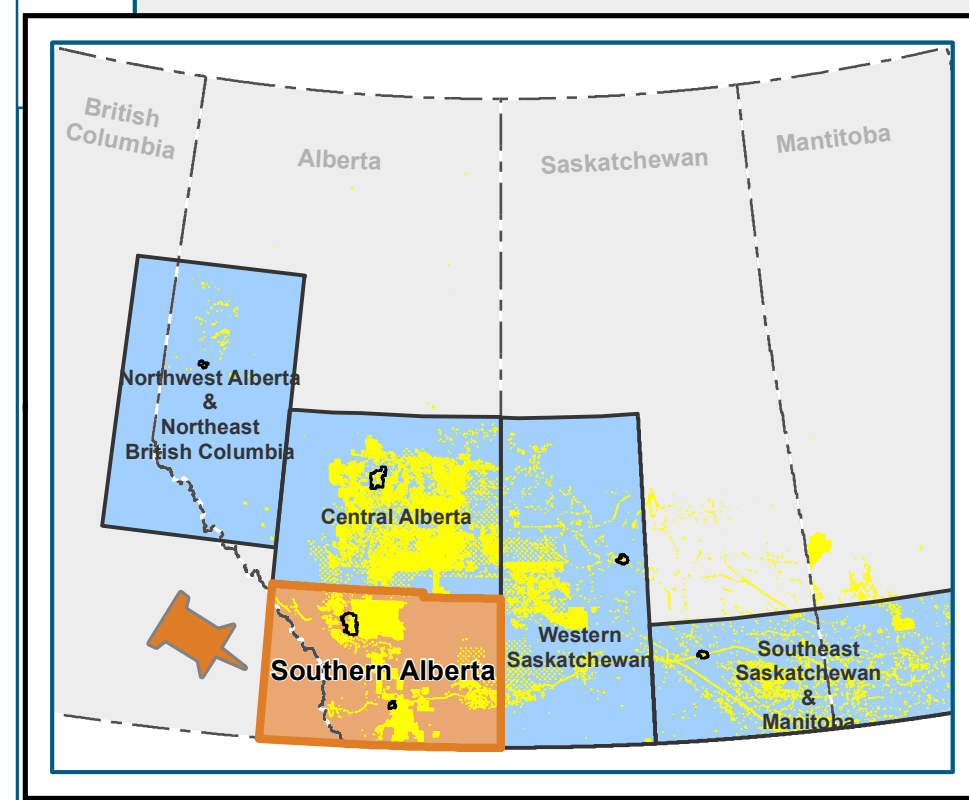 British
Columbia
Alberta
Saskatchewan
Mantitoba
Northwest Alberta
&
Northeast
British Columbia
Central Alberta
Southern Alberta
Western
Saskatchewan
Southeast
Saskatchewan
&
Manitoba